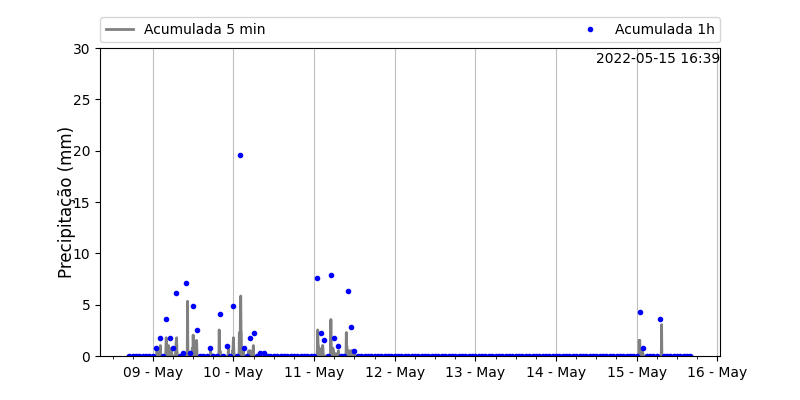 Acumulada 5 min
Acumulada 1h
2022-05-15 16:39
Precipitação (mm)
30
25
20
15
10
5
0
09 - May
10 - May
11 - May
12 - May
13 - May
14 - May
15 - May
16 - May